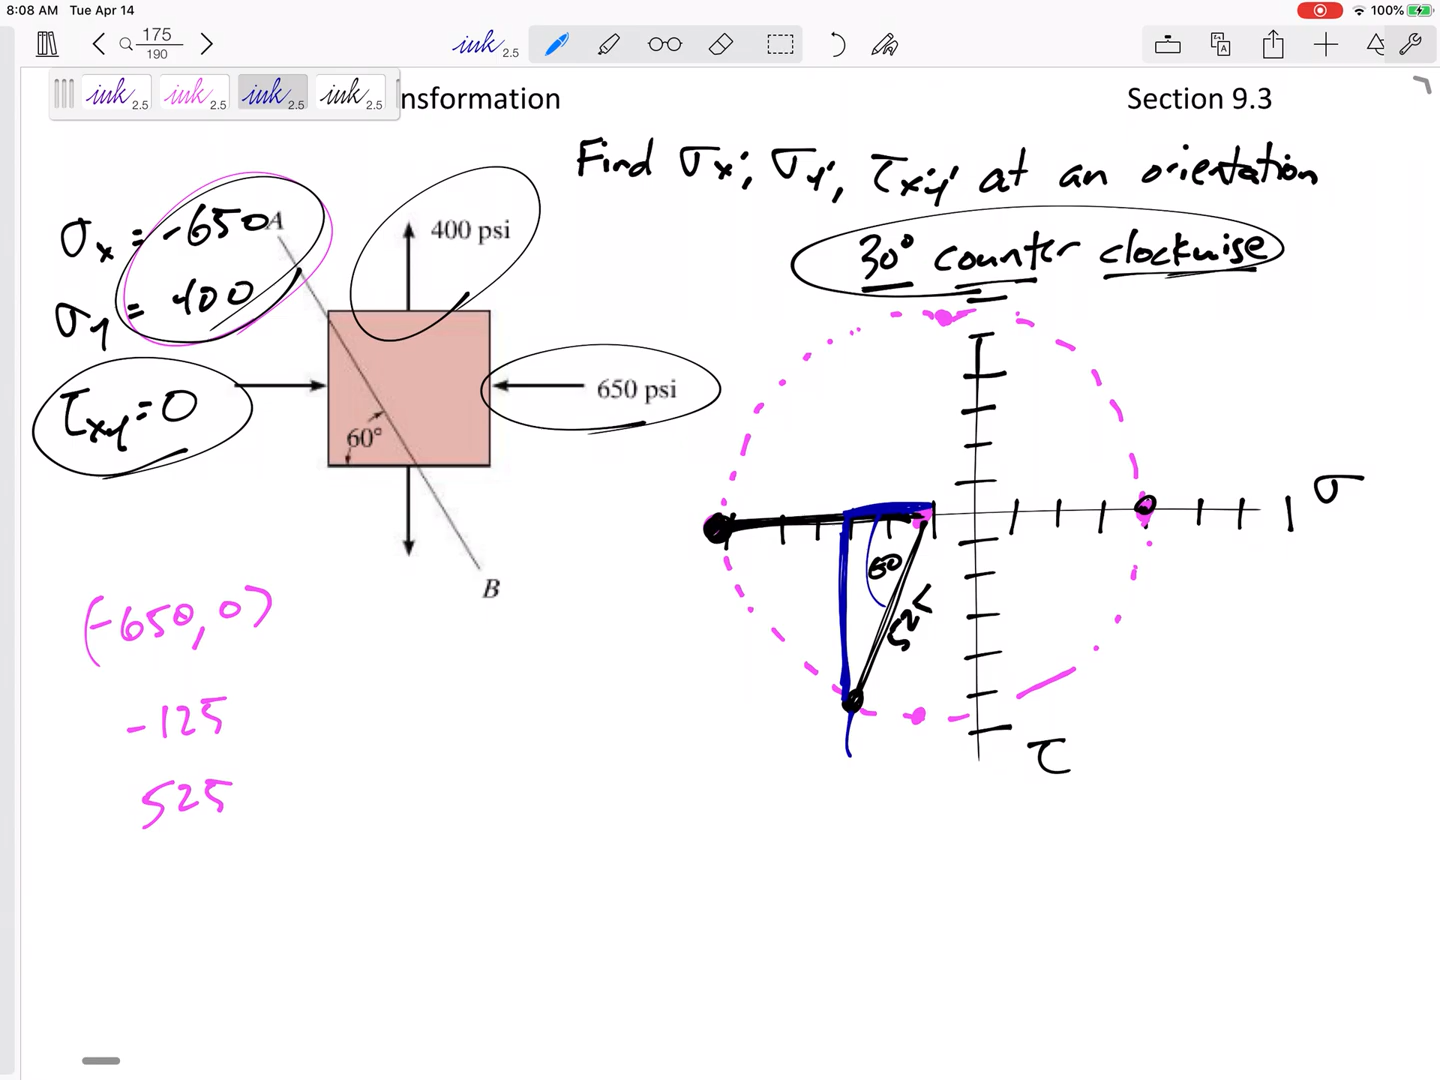 8:08 AM Tue Apr 14
100%
175
190
ink 2.5
ink 2.5
ink 2.5
ink 2.5
ink 2.5
nsformation
Section 9.3
Find σx', σy', τx'y' at an orientation
30° counter clockwise
σx = -650
σy = 400
τxy = 0
A
400 psi
650 psi
60°
B
σ
60
525
τ
(-650, 0)
-125
525